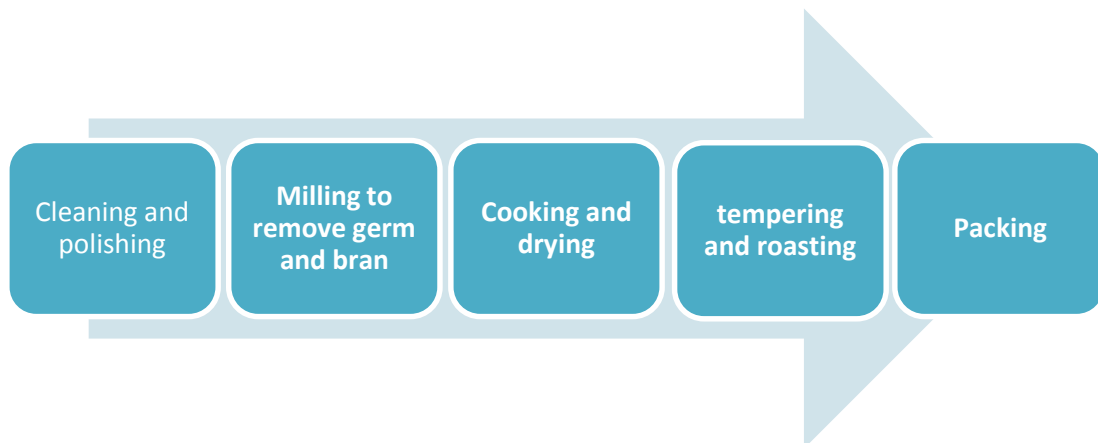 Cleaning and
polishing
Milling to
remove germ
and bran
Cooking and
drying
tempering
and roasting
Packing